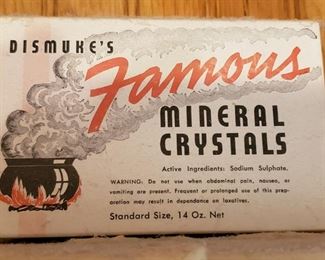 DISMUKE'S
Famous
MINERAL
CRYSTALS
Active Ingredients: Sodium Sulphate.
WARNING: Do not use when abdominal pain, nausea, or
vomiting are present. Frequent or prolonged use of this prep-
aration may result in dependance on laxatives.
Standard Size, 14 Oz. Net